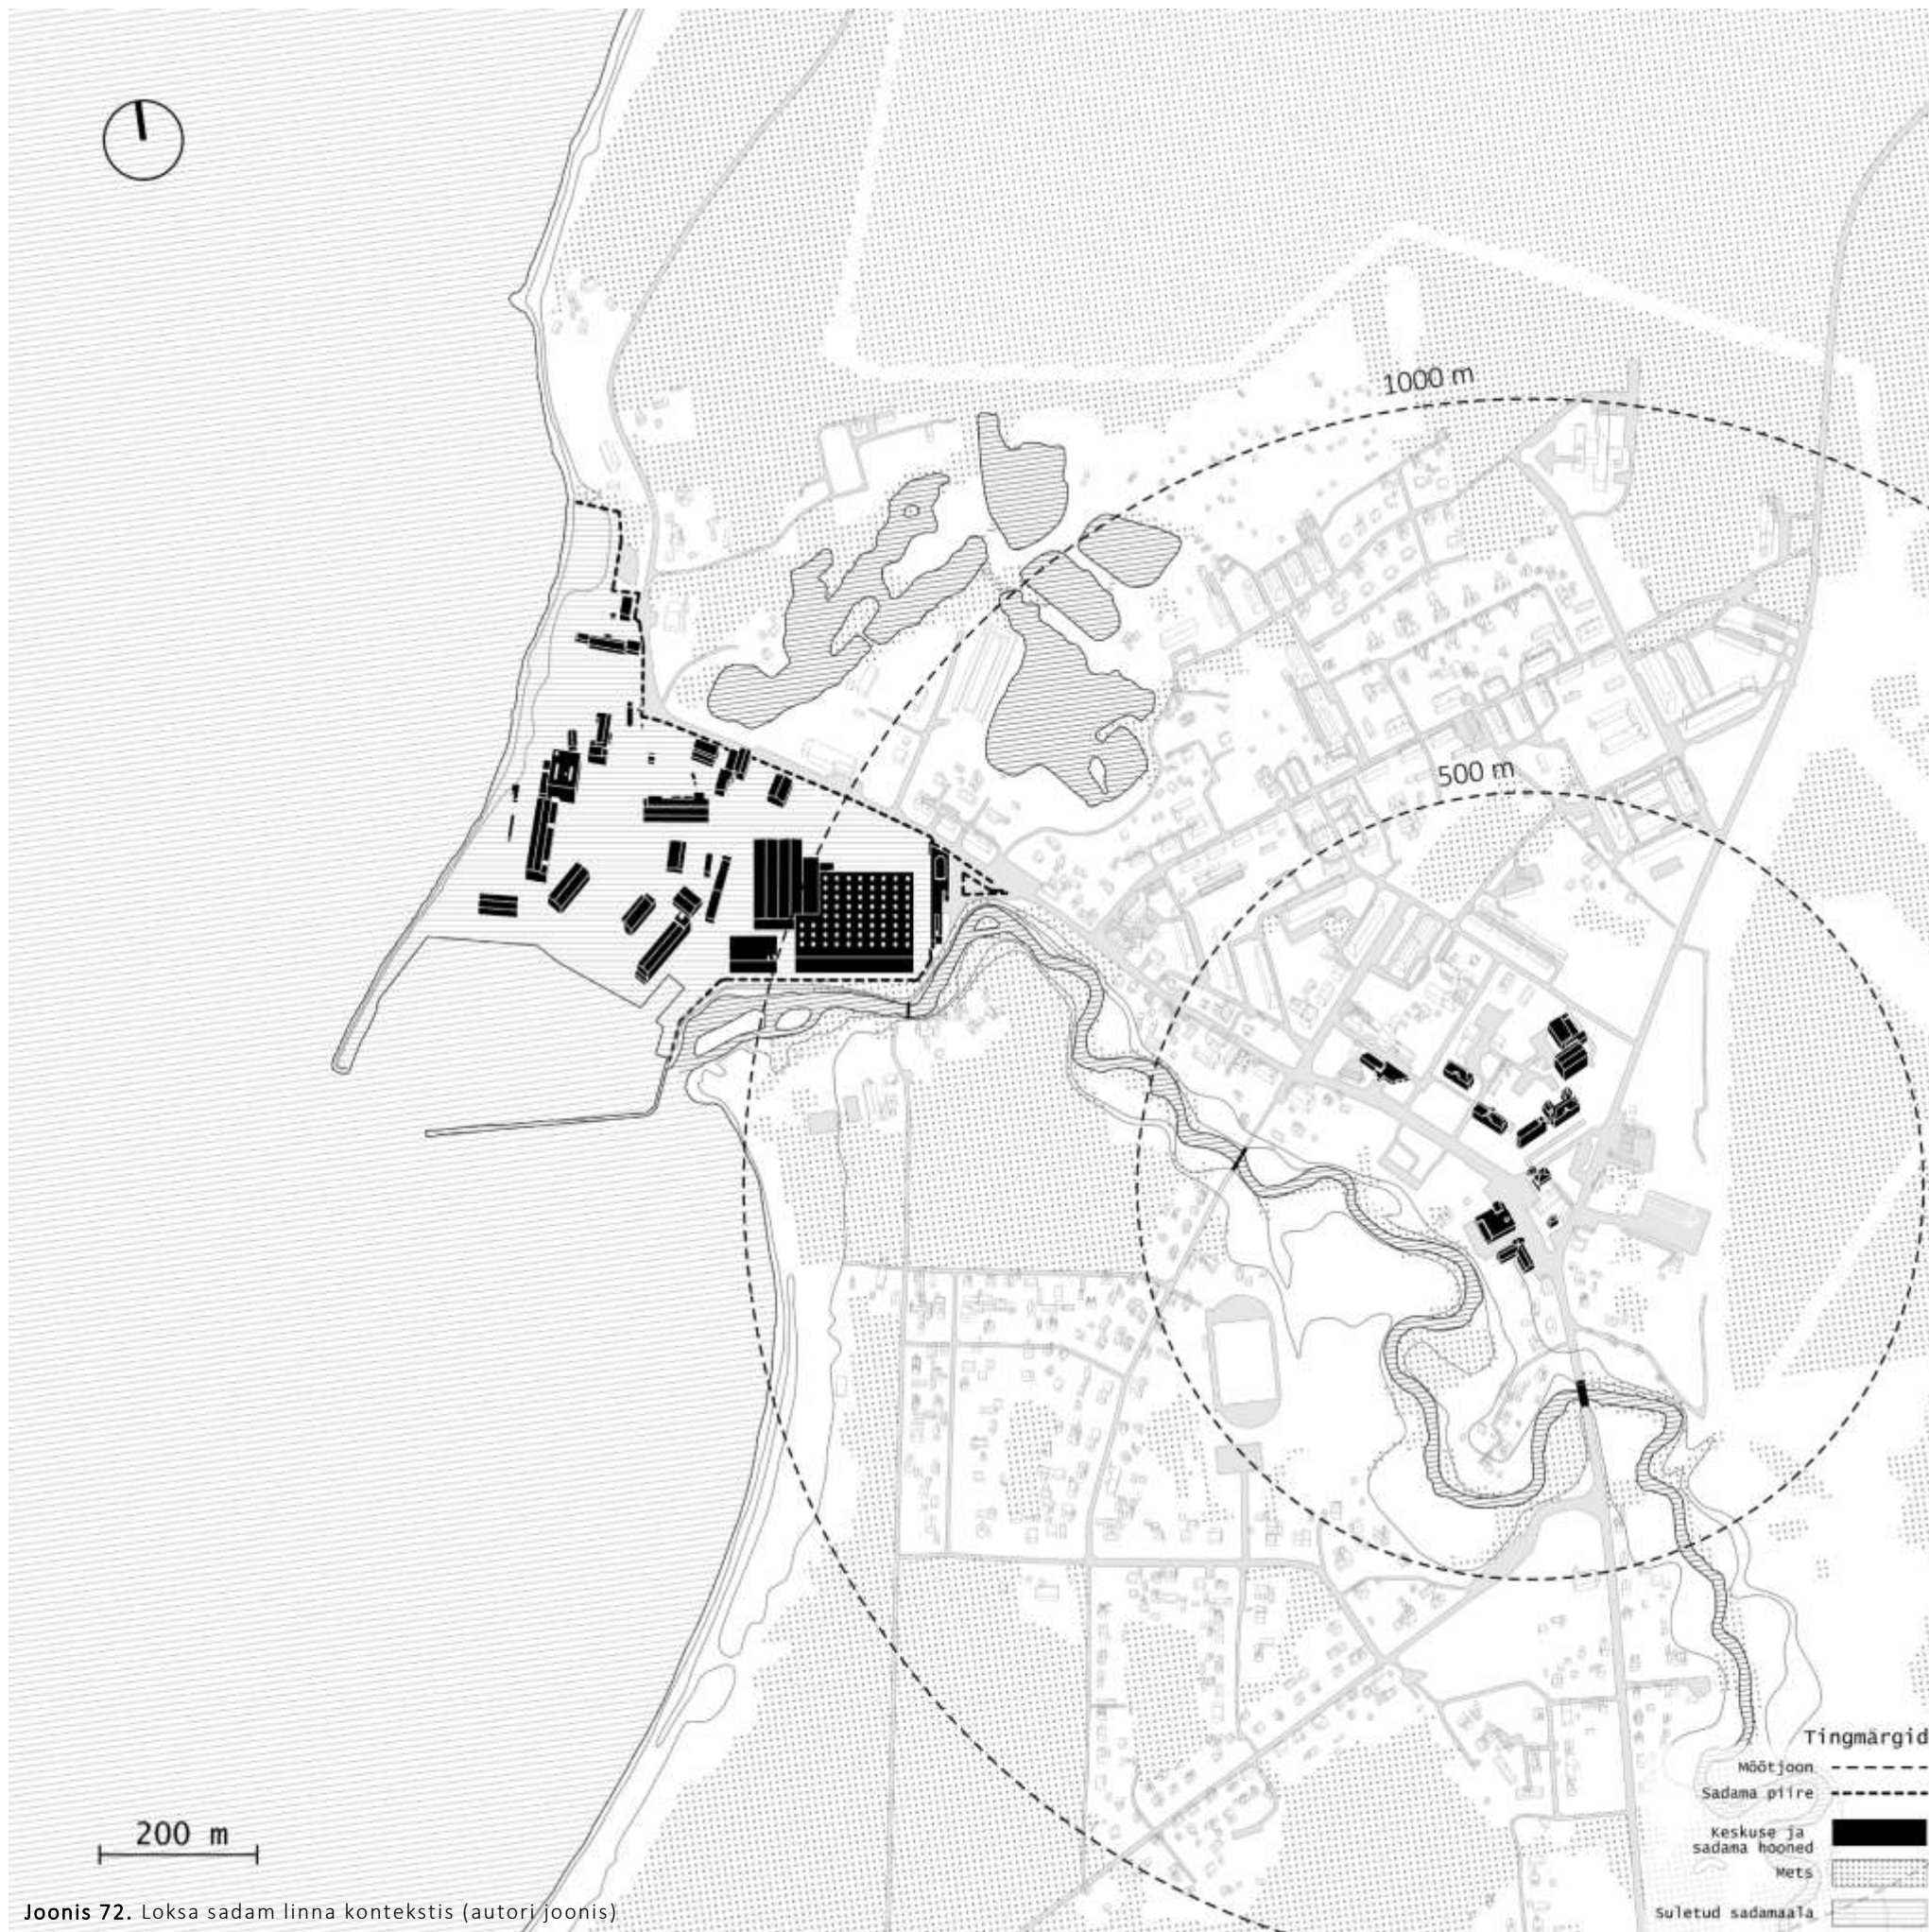 1000 m
500 m
Tingmärgid
Mõõtjoon
Sadama piire
Keskuse ja
sadama hooned
Mets
Suletud sadamaala
200 m
Joonis 72. Loksa sadam linna kontekstis (autori joonis)